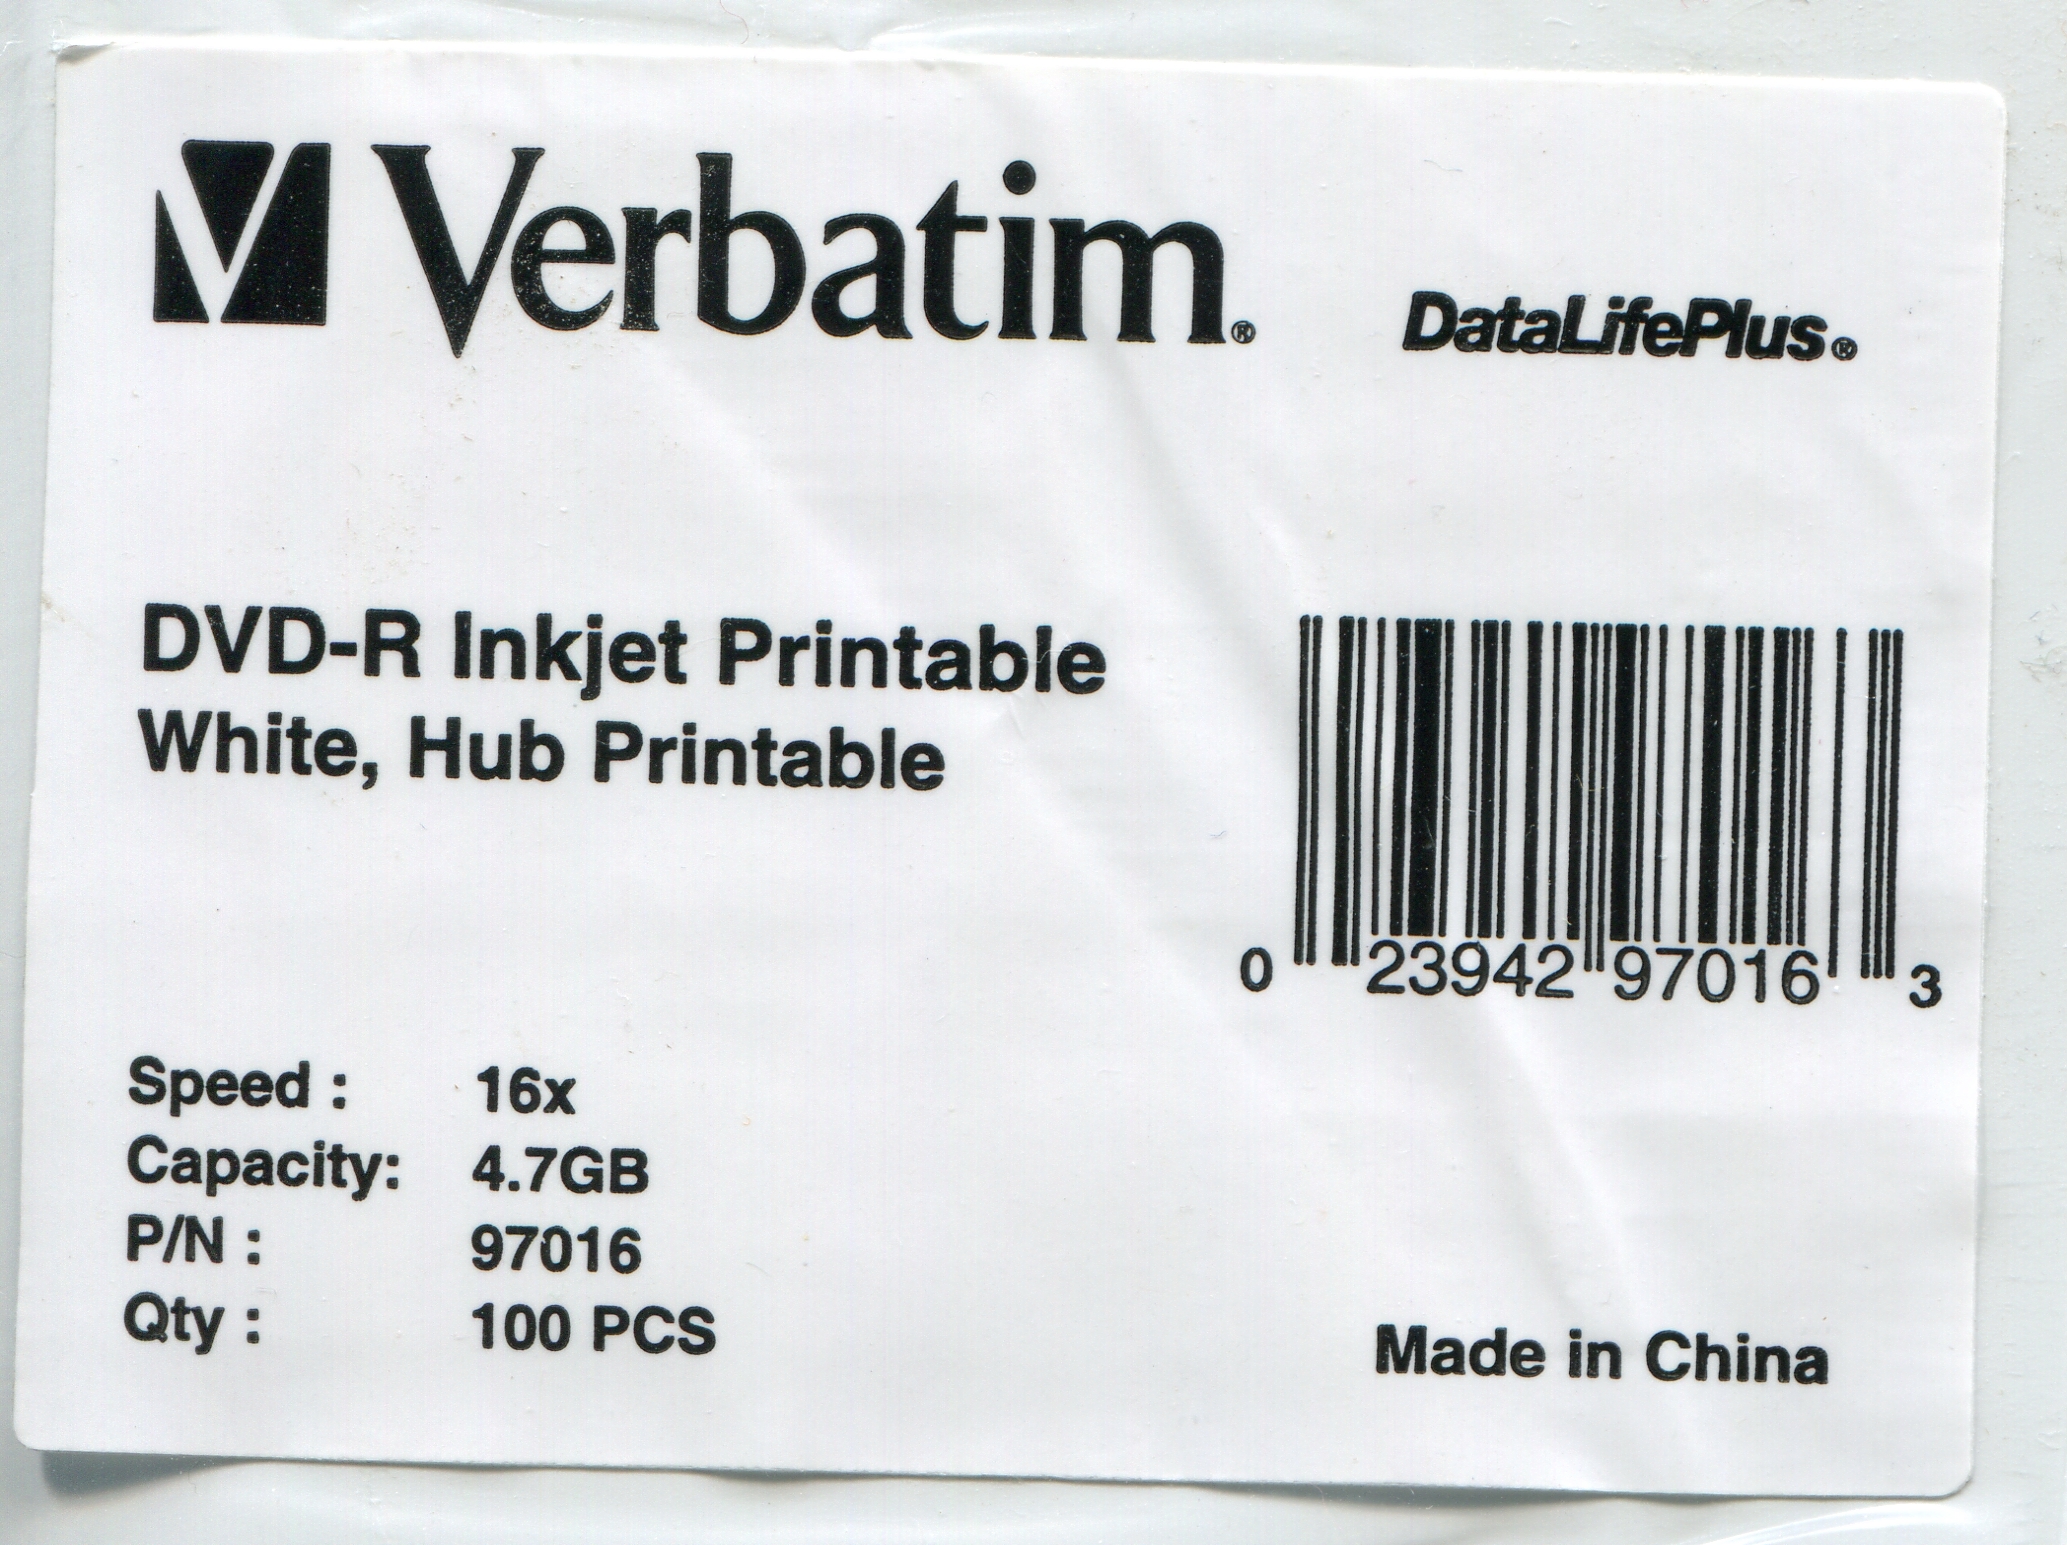 Verbatim®
DataLifePlus®
DVD-R Inkjet Printable
White, Hub Printable
0 23942 97016 3
Speed : 16x
Capacity: 4.7GB
P/N : 97016
Qty : 100 PCS
Made in China